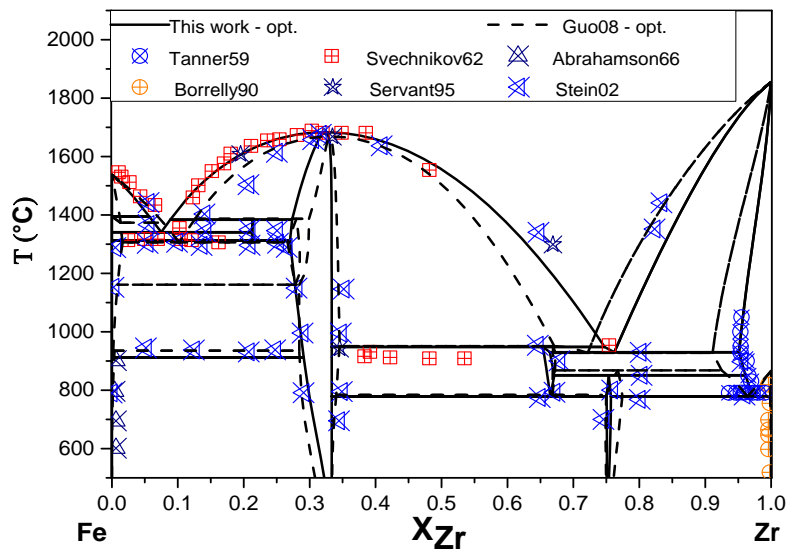 This work - opt. Guo08 - opt.
Tanner59 Svechnikov62 Abrahamson66
Borrelly90 Servant95 Stein02
2000
1800
1600
1400
1200
1000
800
600
T (°C)
0.0 0.1 0.2 0.3 0.4 0.5 0.6 0.7 0.8 0.9 1.0
Fe XZr Zr